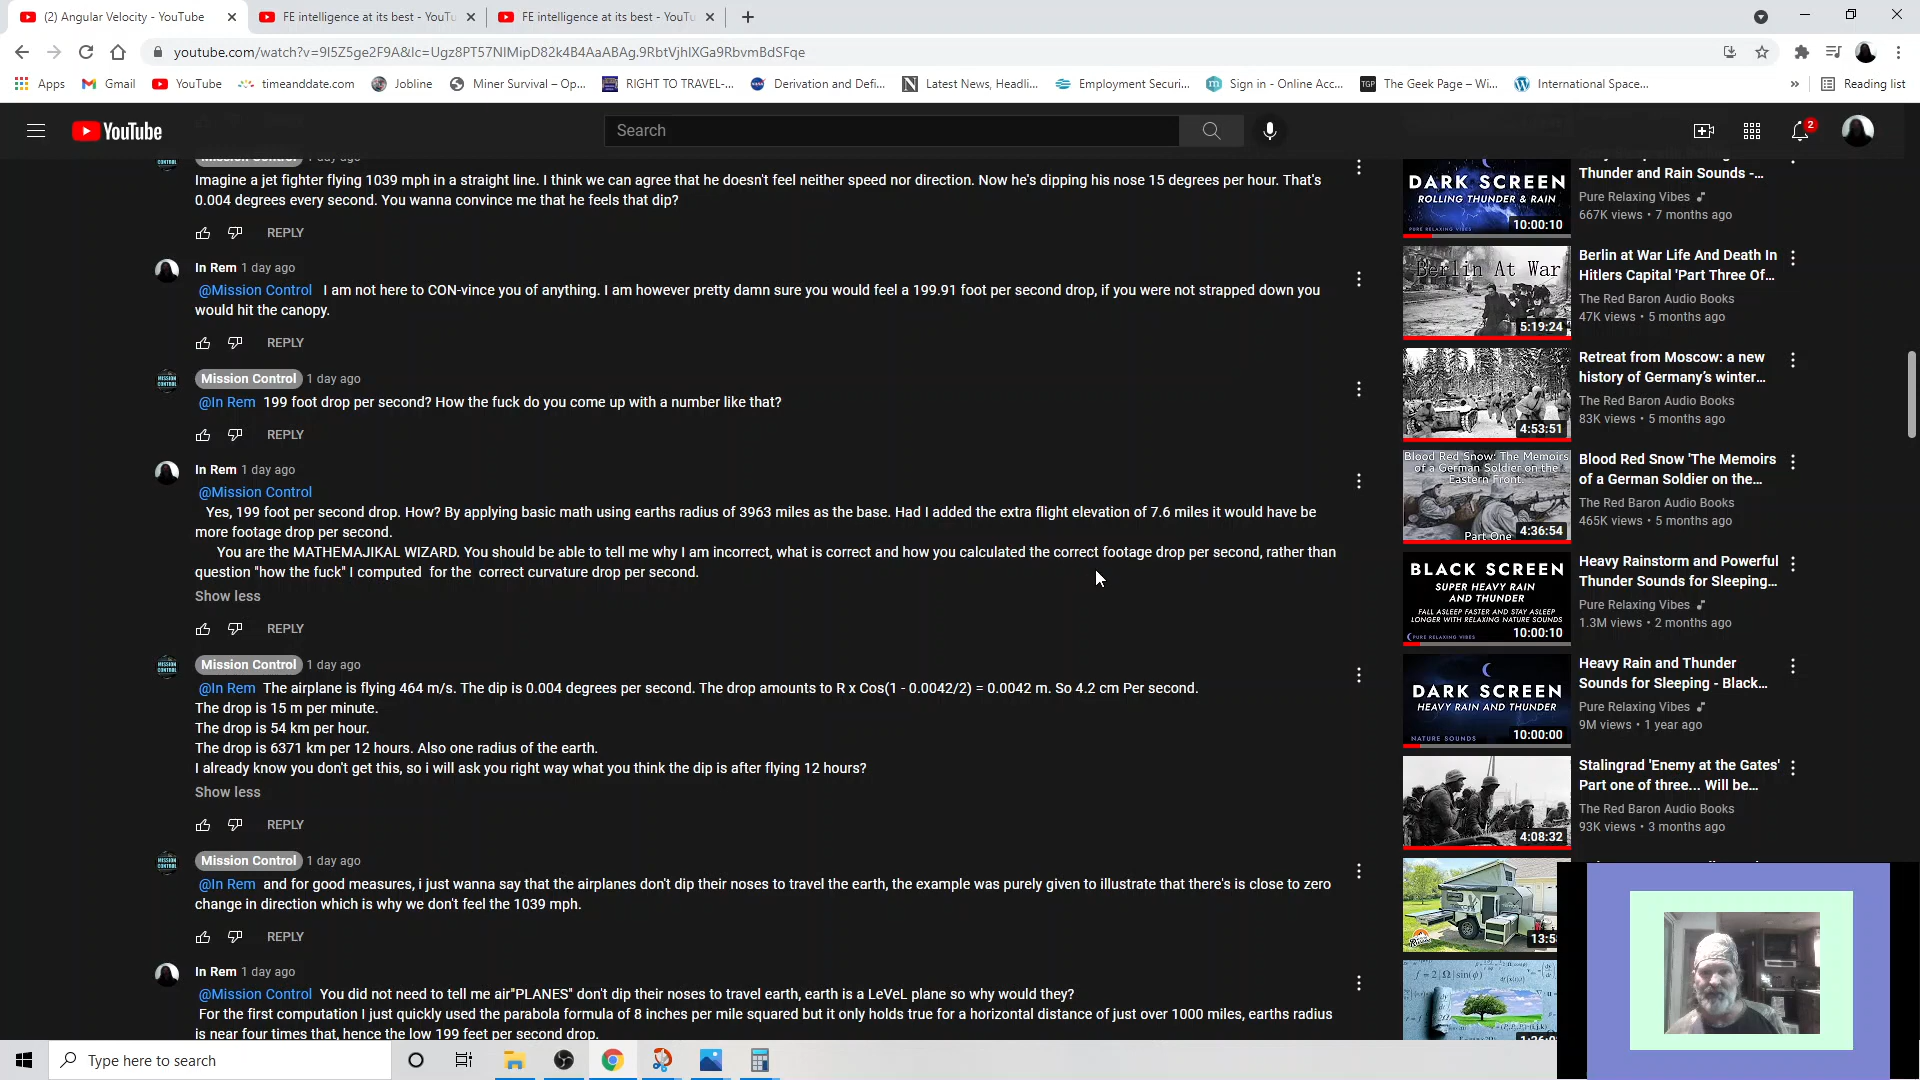 (2) Angular Velocity - YouTube
FE intelligence at its best - YouTu
FE intelligence at its best - YouTu
youtube.com/watch?v=9I5Z5ge2F9A&lc=Ugz8PT57NIMipD82k4B4AaABAg.9RbtVjhlXGa9RbvmBdSFqe
Apps
Gmail
YouTube
timeanddate.com
Jobline
Miner Survival – Op...
RIGHT TO TRAVEL-...
Derivation and Defi...
Latest News, Headli...
Employment Securi...
Sign in - Online Acc...
The Geek Page – Wi...
International Space...
»
Reading list
YouTube
Search
2
Mission Control 1 day ago
Imagine a jet fighter flying 1039 mph in a straight line. I think we can agree that he doesn't feel neither speed nor direction. Now he's dipping his nose 15 degrees per hour. That's
0.004 degrees every second. You wanna convince me that he feels that dip?
REPLY
In Rem 1 day ago
@Mission Control I am not here to CON-vince you of anything. I am however pretty damn sure you would feel a 199.91 foot per second drop, if you were not strapped down you
would hit the canopy.
REPLY
Mission Control 1 day ago
@In Rem 199 foot drop per second? How the fuck do you come up with a number like that?
REPLY
In Rem 1 day ago
@Mission Control
Yes, 199 foot per second drop. How? By applying basic math using earths radius of 3963 miles as the base. Had I added the extra flight elevation of 7.6 miles it would have be
more footage drop per second.
You are the MATHEMAJIKAL WIZARD. You should be able to tell me why I am incorrect, what is correct and how you calculated the correct footage drop per second, rather than
question "how the fuck" I computed for the correct curvature drop per second.
Show less
REPLY
Mission Control 1 day ago
@In Rem The airplane is flying 464 m/s. The dip is 0.004 degrees per second. The drop amounts to R x Cos(1 - 0.0042/2) = 0.0042 m. So 4.2 cm Per second.
The drop is 15 m per minute.
The drop is 54 km per hour.
The drop is 6371 km per 12 hours. Also one radius of the earth.
I already know you don't get this, so i will ask you right way what you think the dip is after flying 12 hours?
Show less
REPLY
Mission Control 1 day ago
@In Rem and for good measures, i just wanna say that the airplanes don't dip their noses to travel the earth, the example was purely given to illustrate that there's is close to zero
change in direction which is why we don't feel the 1039 mph.
REPLY
In Rem 1 day ago
@Mission Control You did not need to tell me air"PLANES" don't dip their noses to travel earth, earth is a LeVeL plane so why would they?
For the first computation I just quickly used the parabola formula of 8 inches per mile squared but it only holds true for a horizontal distance of just over 1000 miles, earths radius
is near four times that, hence the low 199 feet per second drop.
DARK SCREEN
ROLLING THUNDER & RAIN
PURE RELAXING VIBES
10:00:10
Thunder and Rain Sounds -...
Pure Relaxing Vibes
667K views • 7 months ago
Berlin At War
5:19:24
Berlin at War Life And Death In
Hitlers Capital 'Part Three Of...
The Red Baron Audio Books
47K views • 5 months ago
4:53:51
Retreat from Moscow: a new
history of Germany's winter...
The Red Baron Audio Books
83K views • 5 months ago
Blood Red Snow: The Memoirs
of a German Soldier on the
Eastern Front.
Part One
4:36:54
Blood Red Snow 'The Memoirs
of a German Soldier on the...
The Red Baron Audio Books
465K views • 5 months ago
BLACK SCREEN
SUPER HEAVY RAIN
AND THUNDER
FALL ASLEEP FASTER AND STAY ASLEEP
LONGER WITH RELAXING NATURE SOUNDS
PURE RELAXING VIBES
10:00:10
Heavy Rainstorm and Powerful
Thunder Sounds for Sleeping...
Pure Relaxing Vibes
1.3M views • 2 months ago
DARK SCREEN
HEAVY RAIN AND THUNDER
NATURE SOUNDS
10:00:00
Heavy Rain and Thunder
Sounds for Sleeping - Black...
Pure Relaxing Vibes
9M views • 1 year ago
4:08:32
Stalingrad 'Enemy at the Gates'
Part one of three... Will be...
The Red Baron Audio Books
93K views • 3 months ago
Type here to search